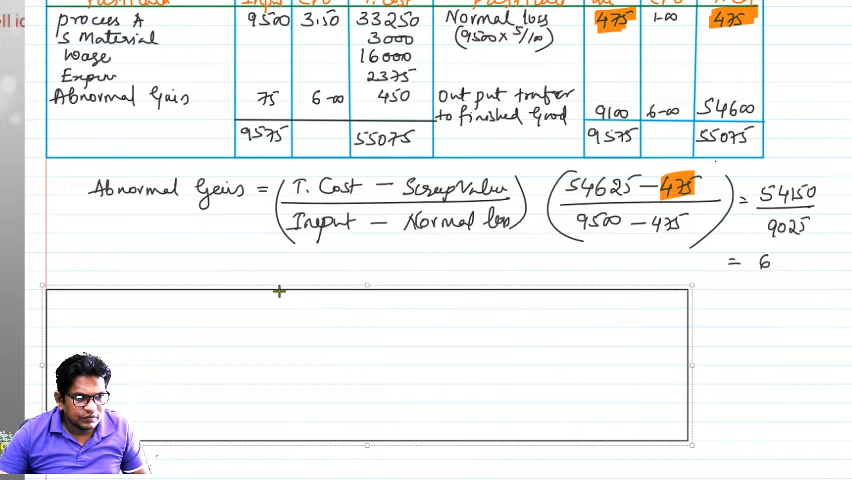 process A 9500 3.50 33250 Normal loss 475 1.00 475
S Material 3000 (9500 x 5/100)
Wage 16000
Expen 2375
Abnormal Gain 75 6-00 450 Out put tranfer
to finished Good 9100 6-00 54600
9575 55075 9575 55075
Abnormal Gain = (T. Cost - Scrap Value / Input - Normal loss) (54625 - 475 / 9500 - 475) = 54150 / 9025
= 6